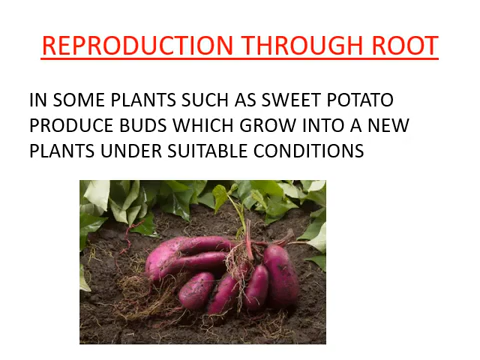 REPRODUCTION THROUGH ROOT
IN SOME PLANTS SUCH AS SWEET POTATO
PRODUCE BUDS WHICH GROW INTO A NEW
PLANTS UNDER SUITABLE CONDITIONS